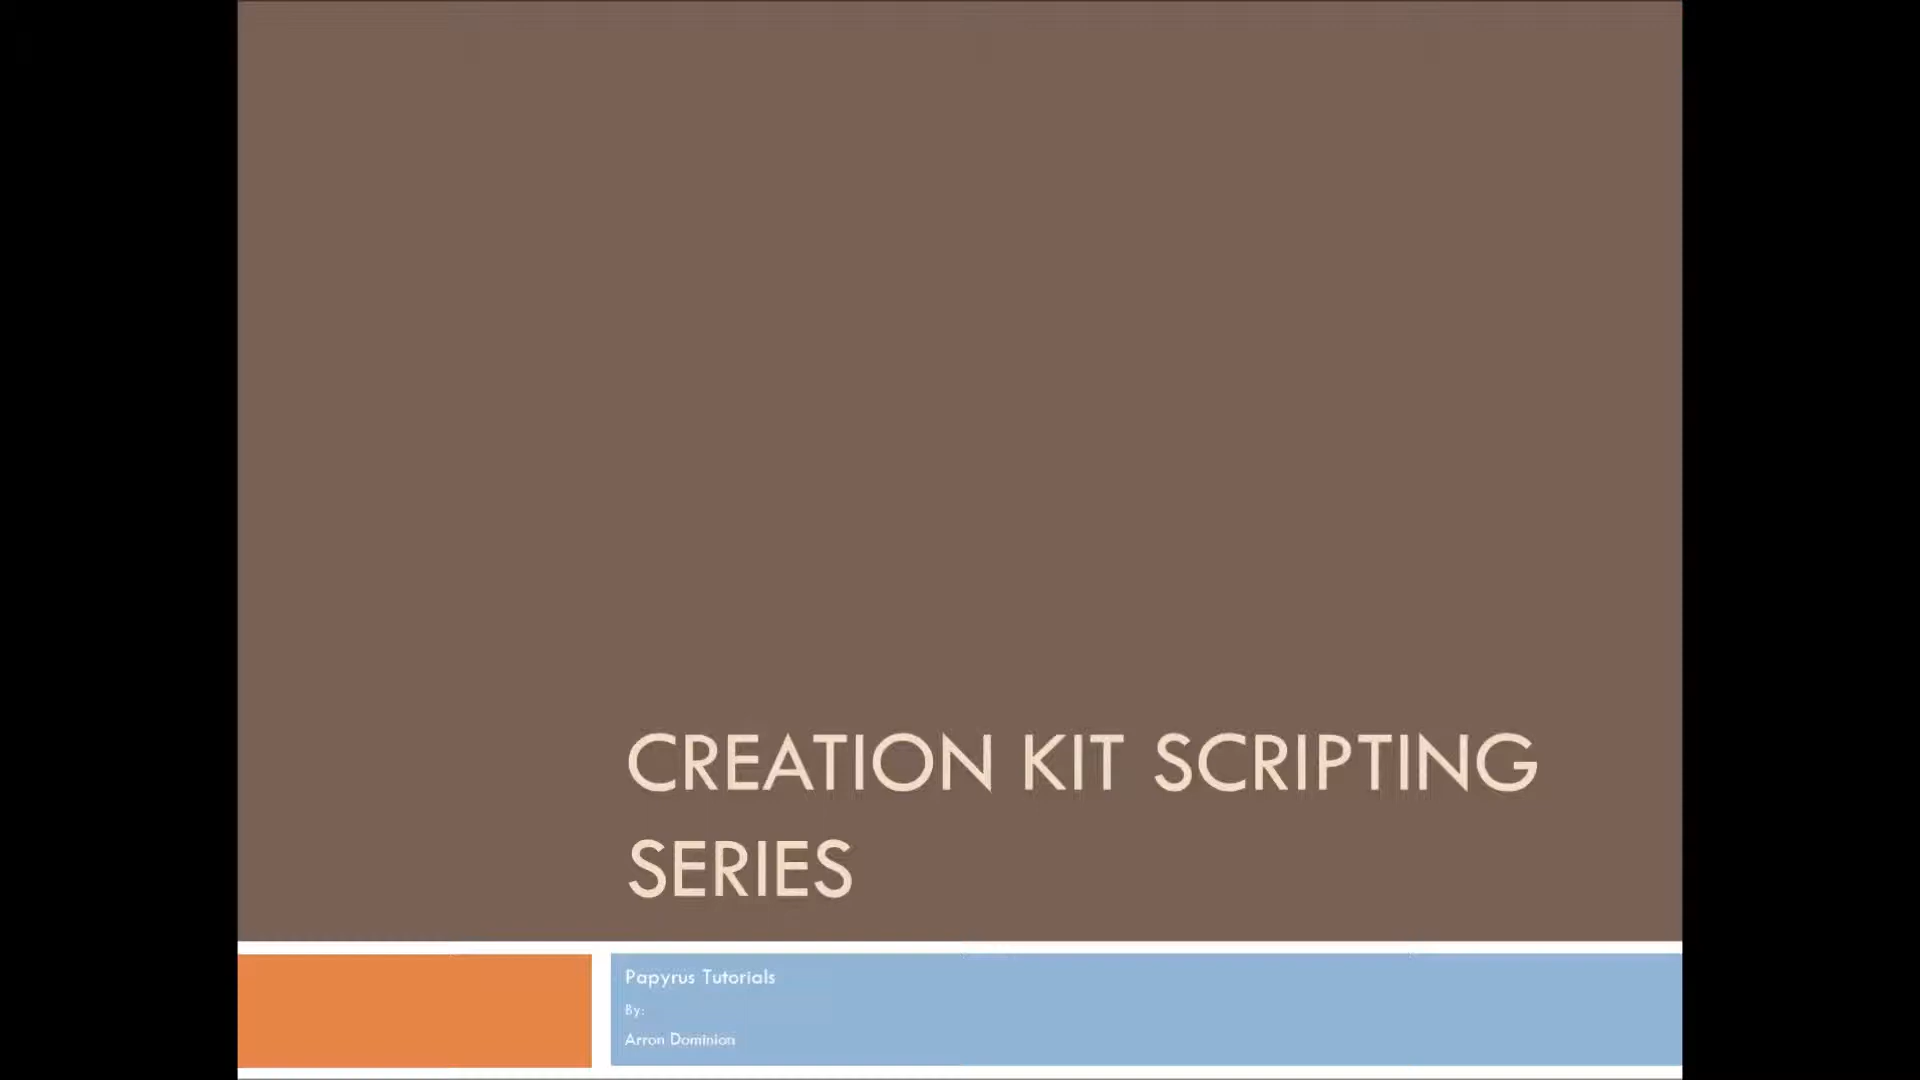 CREATION KIT SCRIPTING
SERIES
Papyrus Tutorials
By:
Arron Dominion